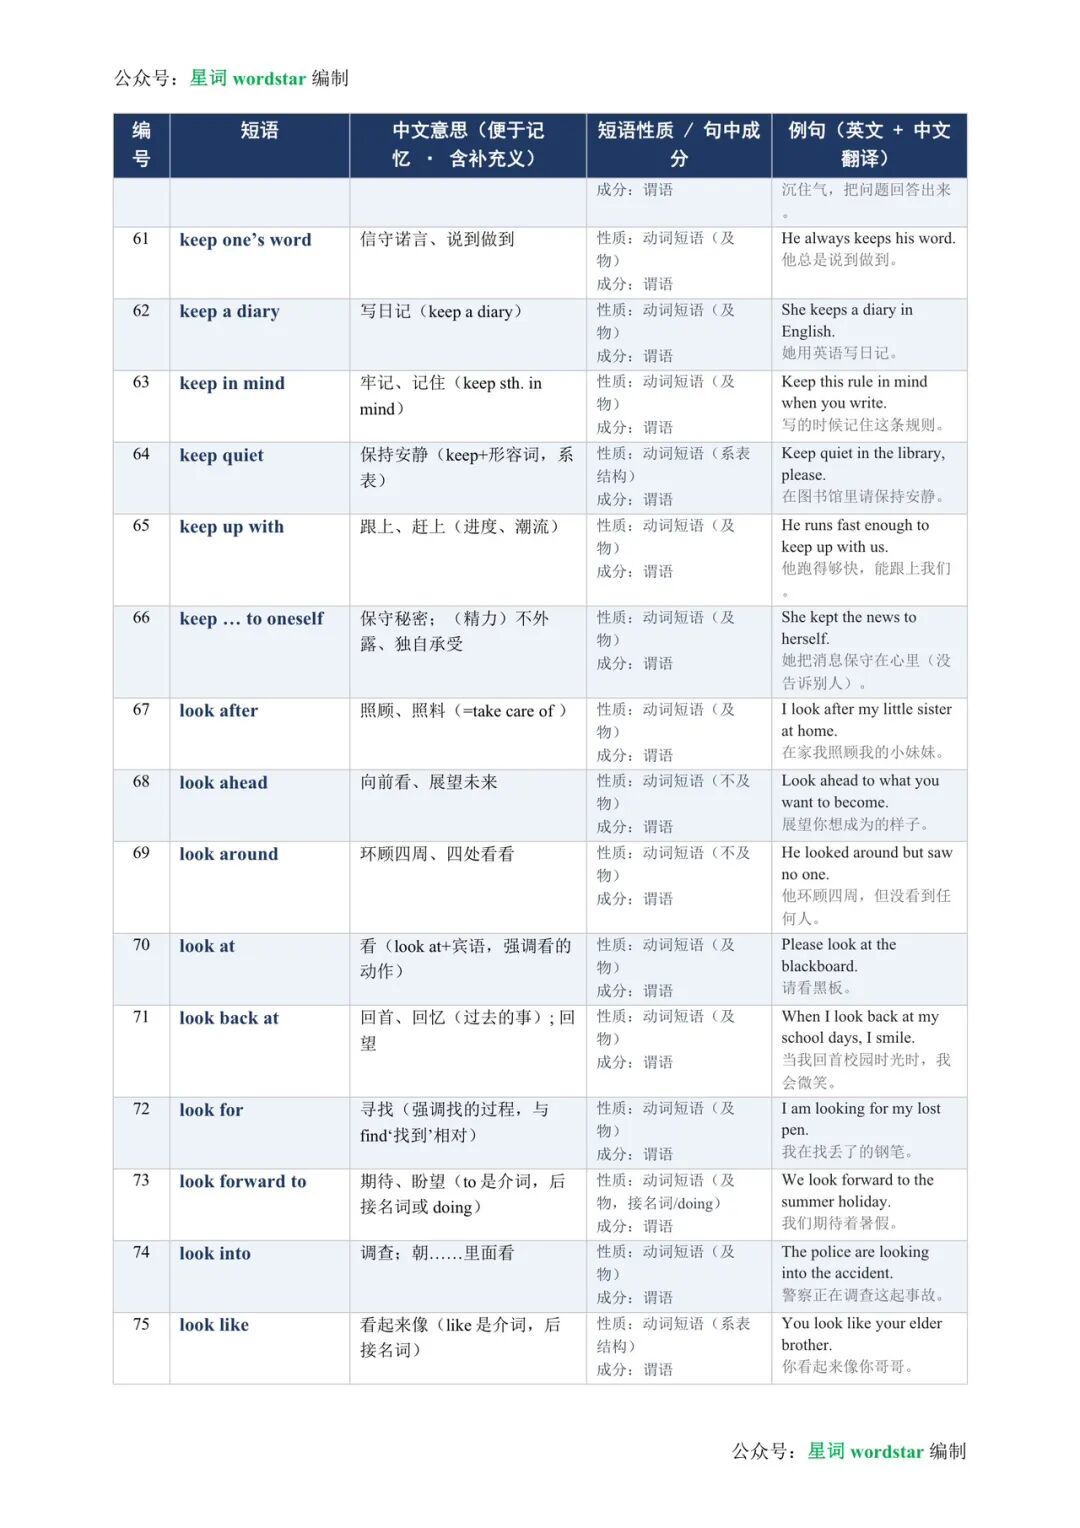 公众号：星词 wordstar 编制
编号 短语 中文意思（便于记忆 · 含补充义） 短语性质 / 句中成分 例句（英文 + 中文翻译）
成分：谓语 沉住气，把问题回答出来。
61 keep one’s word 信守诺言、说到做到 性质：动词短语（及物） 成分：谓语 He always keeps his word. 他总是说到做到。
62 keep a diary 写日记（keep a diary） 性质：动词短语（及物） 成分：谓语 She keeps a diary in English. 她用英语写日记。
63 keep in mind 牢记、记住（keep sth. in mind） 性质：动词短语（及物） 成分：谓语 Keep this rule in mind when you write. 写的时候记住这条规则。
64 keep quiet 保持安静（keep+形容词，系表） 性质：动词短语（系表结构） 成分：谓语 Keep quiet in the library, please. 在图书馆里请保持安静。
65 keep up with 跟上、赶上（进度、潮流） 性质：动词短语（及物） 成分：谓语 He runs fast enough to keep up with us. 他跑得够快，能跟上我们。
66 keep … to oneself 保守秘密；（精力）不外露、独自承受 性质：动词短语（及物） 成分：谓语 She kept the news to herself. 她把消息保守在心里（没告诉别人）。
67 look after 照顾、照料（=take care of ） 性质：动词短语（及物） 成分：谓语 I look after my little sister at home. 在家我照顾我的小妹妹。
68 look ahead 向前看、展望未来 性质：动词短语（不及物） 成分：谓语 Look ahead to what you want to become. 展望你想成为的样子。
69 look around 环顾四周、四处看看 性质：动词短语（不及物） 成分：谓语 He looked around but saw no one. 他环顾四周，但没看到任何人。
70 look at 看（look at+宾语，强调看的动作） 性质：动词短语（及物） 成分：谓语 Please look at the blackboard. 请看黑板。
71 look back at 回首、回忆（过去的事）; 回望 性质：动词短语（及物） 成分：谓语 When I look back at my school days, I smile. 当我回首校园时光时，我会微笑。
72 look for 寻找（强调找的过程，与find‘找到’相对） 性质：动词短语（及物） 成分：谓语 I am looking for my lost pen. 我在找丢了的钢笔。
73 look forward to 期待、盼望（to 是介词，后接名词或 doing） 性质：动词短语（及物，接名词/doing） 成分：谓语 We look forward to the summer holiday. 我们期待着暑假。
74 look into 调查；朝……里面看 性质：动词短语（及物） 成分：谓语 The police are looking into the accident. 警察正在调查这起事故。
75 look like 看起来像（like 是介词，后接名词） 性质：动词短语（系表结构） 成分：谓语 You look like your elder brother. 你看起来像你哥哥。
公众号：星词 wordstar 编制